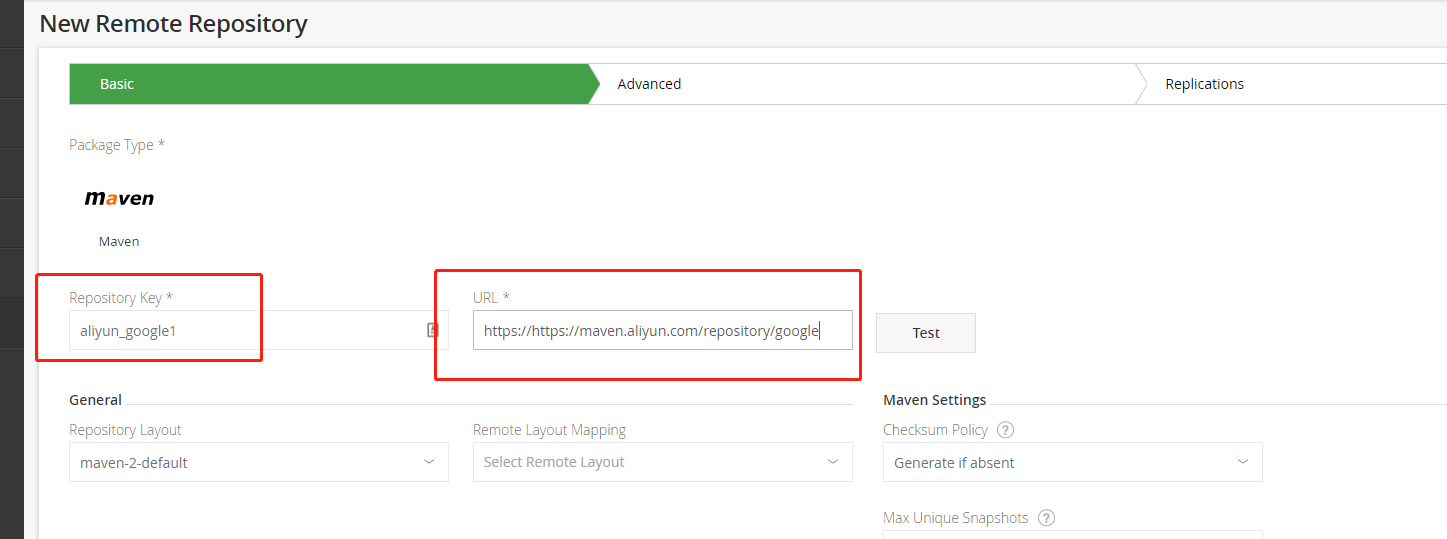 New Remote Repository
Basic
Advanced
Replications
Package Type *
maven
Maven
Repository Key *
URL *
aliyun_google1
https://https://maven.aliyun.com/repository/google
Test
General
Maven Settings
Repository Layout
Remote Layout Mapping
Checksum Policy ?
maven-2-default
Select Remote Layout
Generate if absent
Max Unique Snapshots ?